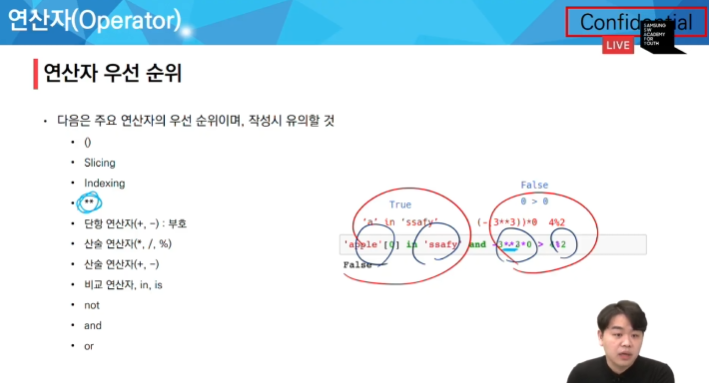 연산자(Operator)
Confidential
LIVE
SAMSUNG
SW
ACADEMY
FOR
YOUTH
연산자 우선 순위
• 다음은 주요 연산자의 우선 순위이며, 작성시 유의할 것
• ()
• Slicing
• Indexing
• **
• 단항 연산자(+, -) : 부호
• 산술 연산자(*, /, %)
• 산술 연산자(+, -)
• 비교 연산자, in, is
• not
• and
• or
False
True
0 > 0
'a' in 'ssafy'
(-(3**3))*0 4%2
'apple'[0] in 'ssafy' and -3**3*0 > 4%2
False